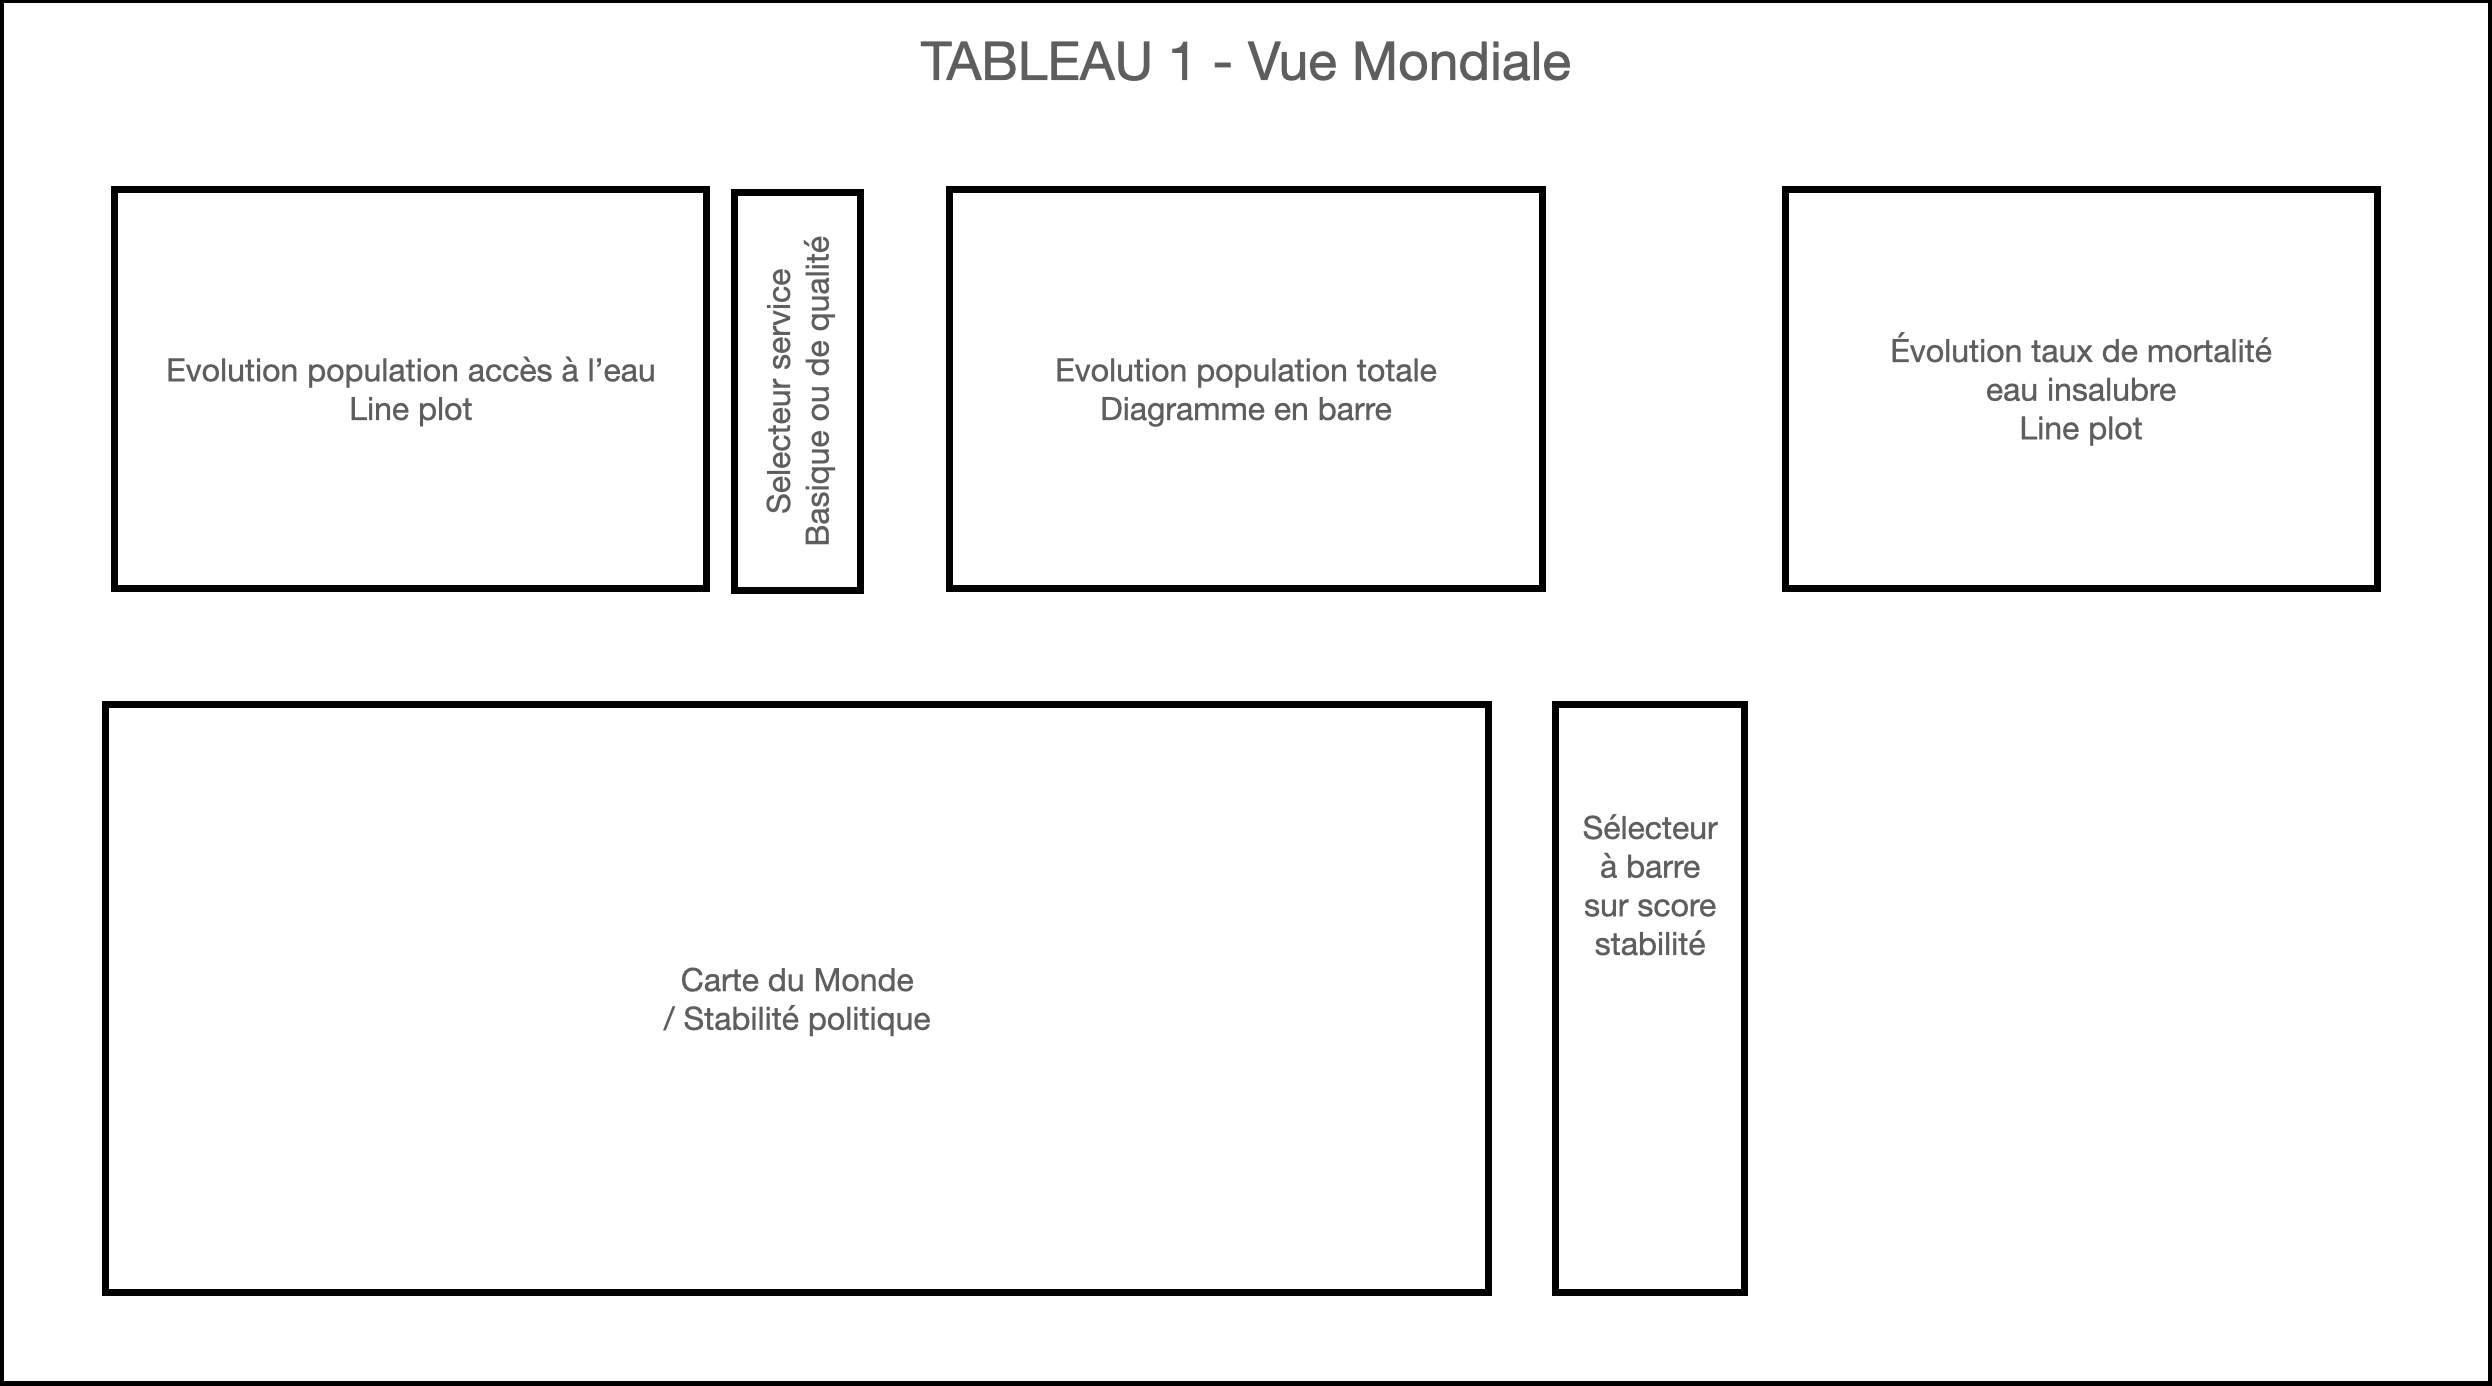 TABLEAU 1 - Vue Mondiale
Evolution population accès à l’eau
Line plot
Selecteur service
Basique ou de qualité
Evolution population totale
Diagramme en barre
Évolution taux de mortalité
eau insalubre
Line plot
Carte du Monde
/ Stabilité politique
Sélecteur
à barre
sur score
stabilité